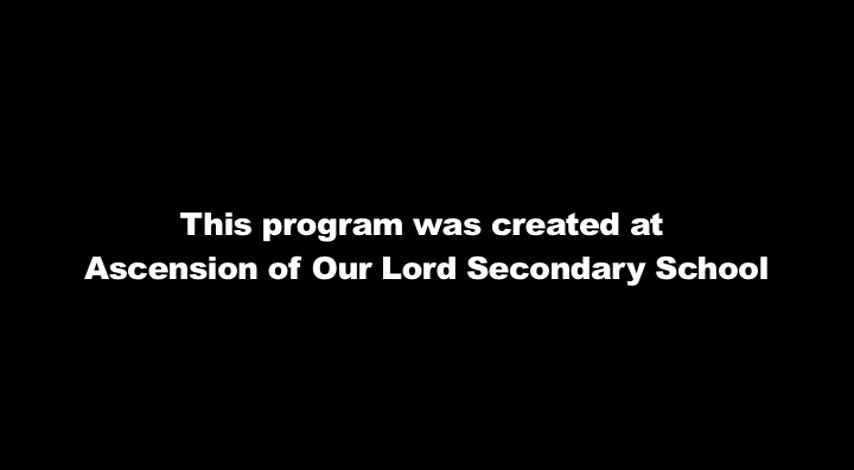 This program was created at
Ascension of Our Lord Secondary School